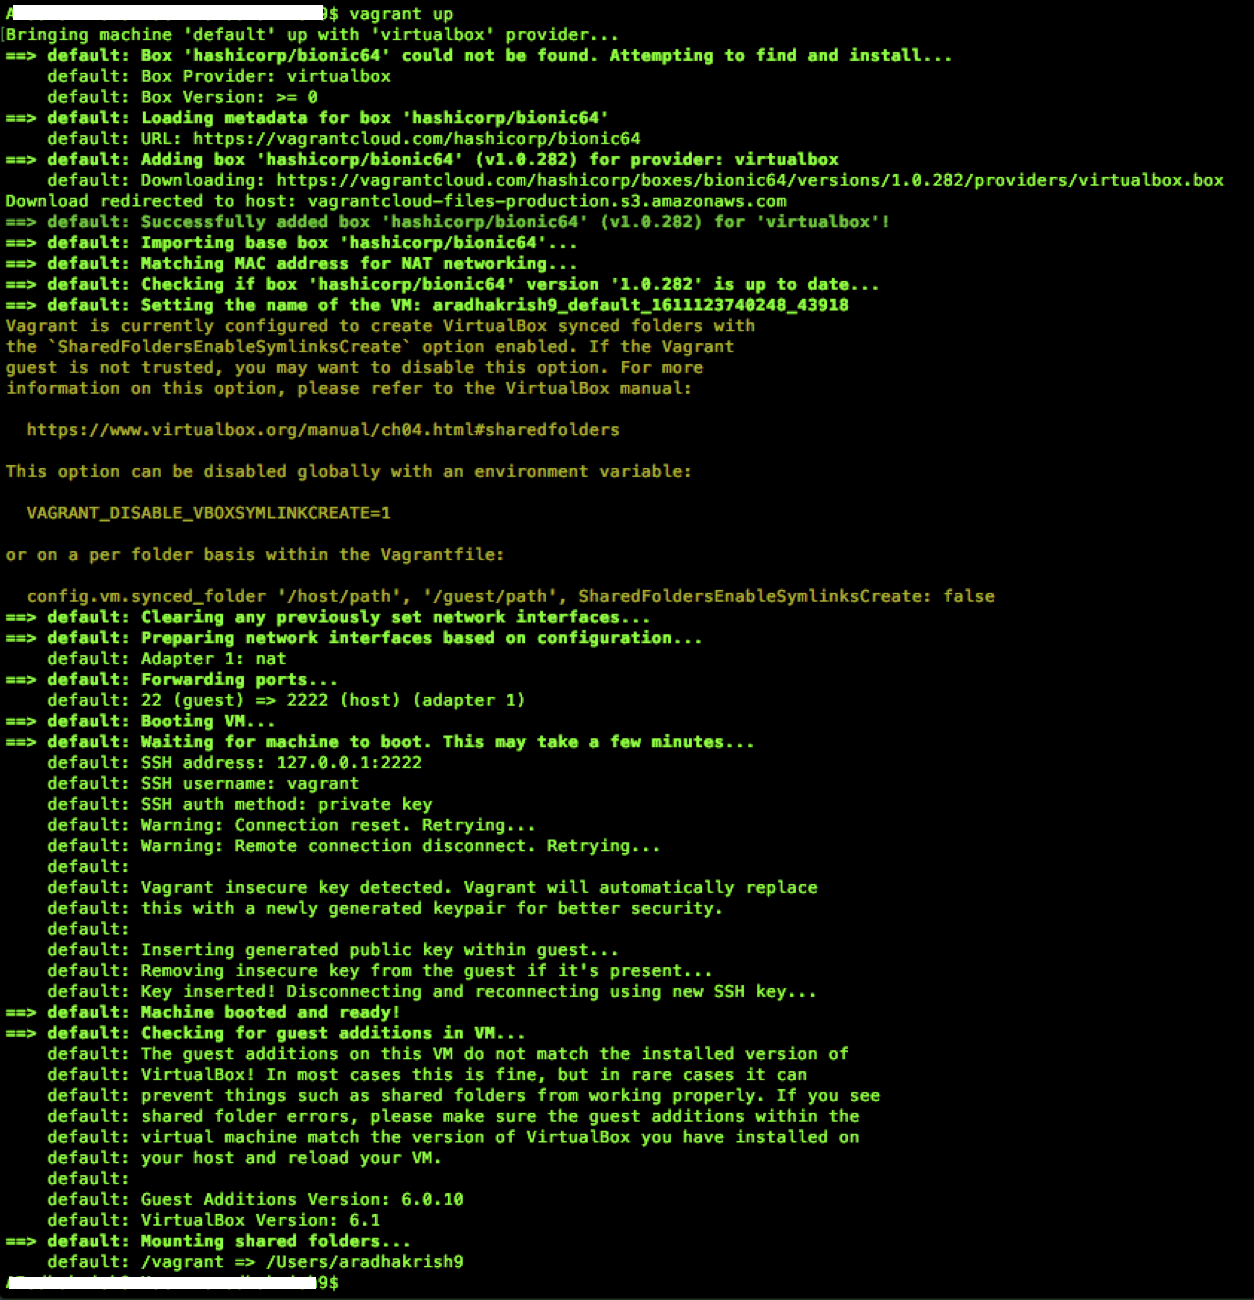 9$ vagrant up
Bringing machine 'default' up with 'virtualbox' provider...
==> default: Box 'hashicorp/bionic64' could not be found. Attempting to find and install...
    default: Box Provider: virtualbox
    default: Box Version: >= 0
==> default: Loading metadata for box 'hashicorp/bionic64'
    default: URL: https://vagrantcloud.com/hashicorp/bionic64
==> default: Adding box 'hashicorp/bionic64' (v1.0.282) for provider: virtualbox
    default: Downloading: https://vagrantcloud.com/hashicorp/boxes/bionic64/versions/1.0.282/providers/virtualbox.box
Download redirected to host: vagrantcloud-files-production.s3.amazonaws.com
==> default: Successfully added box 'hashicorp/bionic64' (v1.0.282) for 'virtualbox'!
==> default: Importing base box 'hashicorp/bionic64'...
==> default: Matching MAC address for NAT networking...
==> default: Checking if box 'hashicorp/bionic64' version '1.0.282' is up to date...
==> default: Setting the name of the VM: aradhakrish9_default_1611123740248_43918
Vagrant is currently configured to create VirtualBox synced folders with
the `SharedFoldersEnableSymlinksCreate` option enabled. If the Vagrant
guest is not trusted, you may want to disable this option. For more
information on this option, please refer to the VirtualBox manual:
  https://www.virtualbox.org/manual/ch04.html#sharedfolders
This option can be disabled globally with an environment variable:
  VAGRANT_DISABLE_VBOXSYMLINKCREATE=1
or on a per folder basis within the Vagrantfile:
  config.vm.synced_folder '/host/path', '/guest/path', SharedFoldersEnableSymlinksCreate: false
==> default: Clearing any previously set network interfaces...
==> default: Preparing network interfaces based on configuration...
    default: Adapter 1: nat
==> default: Forwarding ports...
    default: 22 (guest) => 2222 (host) (adapter 1)
==> default: Booting VM...
==> default: Waiting for machine to boot. This may take a few minutes...
    default: SSH address: 127.0.0.1:2222
    default: SSH username: vagrant
    default: SSH auth method: private key
    default: Warning: Connection reset. Retrying...
    default: Warning: Remote connection disconnect. Retrying...
    default:
    default: Vagrant insecure key detected. Vagrant will automatically replace
    default: this with a newly generated keypair for better security.
    default:
    default: Inserting generated public key within guest...
    default: Removing insecure key from the guest if it's present...
    default: Key inserted! Disconnecting and reconnecting using new SSH key...
==> default: Machine booted and ready!
==> default: Checking for guest additions in VM...
    default: The guest additions on this VM do not match the installed version of
    default: VirtualBox! In most cases this is fine, but in rare cases it can
    default: prevent things such as shared folders from working properly. If you see
    default: shared folder errors, please make sure the guest additions within the
    default: virtual machine match the version of VirtualBox you have installed on
    default: your host and reload your VM.
    default:
    default: Guest Additions Version: 6.0.10
    default: VirtualBox Version: 6.1
==> default: Mounting shared folders...
    default: /vagrant => /Users/aradhakrish9
9$